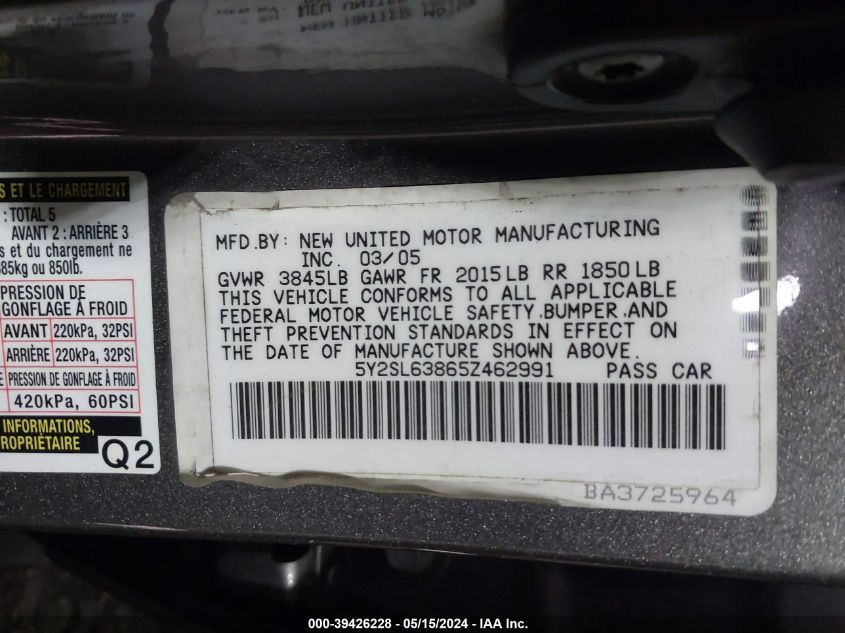 NEW UNITED MOTOR
S ET LE CHARGEMENT
: TOTAL 5
AVANT 2 : ARRIÈRE 3
s et du chargement ne
385kg ou 850lb.
PRESSION DE
GONFLAGE À FROID
AVANT 220kPa, 32PSI
ARRIÈRE 220kPa, 32PSI
E PRESSION DE GONFLAGE À FROID
420kPa, 60PSI
INFORMATIONS,
PROPRIÉTAIRE
Q2
MFD.BY: NEW UNITED MOTOR MANUFACTURING
INC. 03/05
GVWR 3845LB GAWR FR 2015LB RR 1850LB
THIS VEHICLE CONFORMS TO ALL APPLICABLE
FEDERAL MOTOR VEHICLE SAFETY,BUMPER,AND
THEFT PREVENTION STANDARDS IN EFFECT ON
THE DATE OF MANUFACTURE SHOWN ABOVE.
5Y2SL63865Z462991 PASS CAR
BA3725964
000-39426228 - 05/15/2024 - IAA Inc.